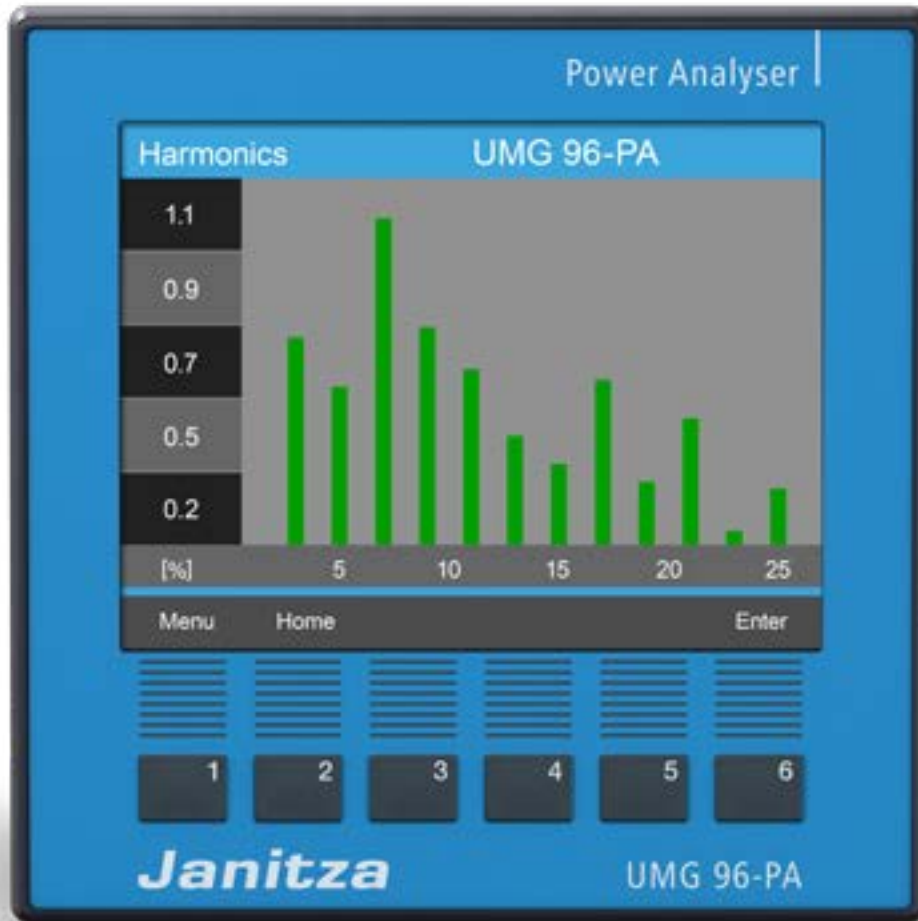 Power Analyser
Harmonics UMG 96-PA
1.1
0.9
0.7
0.5
0.2
[%] 5 10 15 20 25
Menu Home Enter
1 2 3 4 5 6
Janitza UMG 96-PA